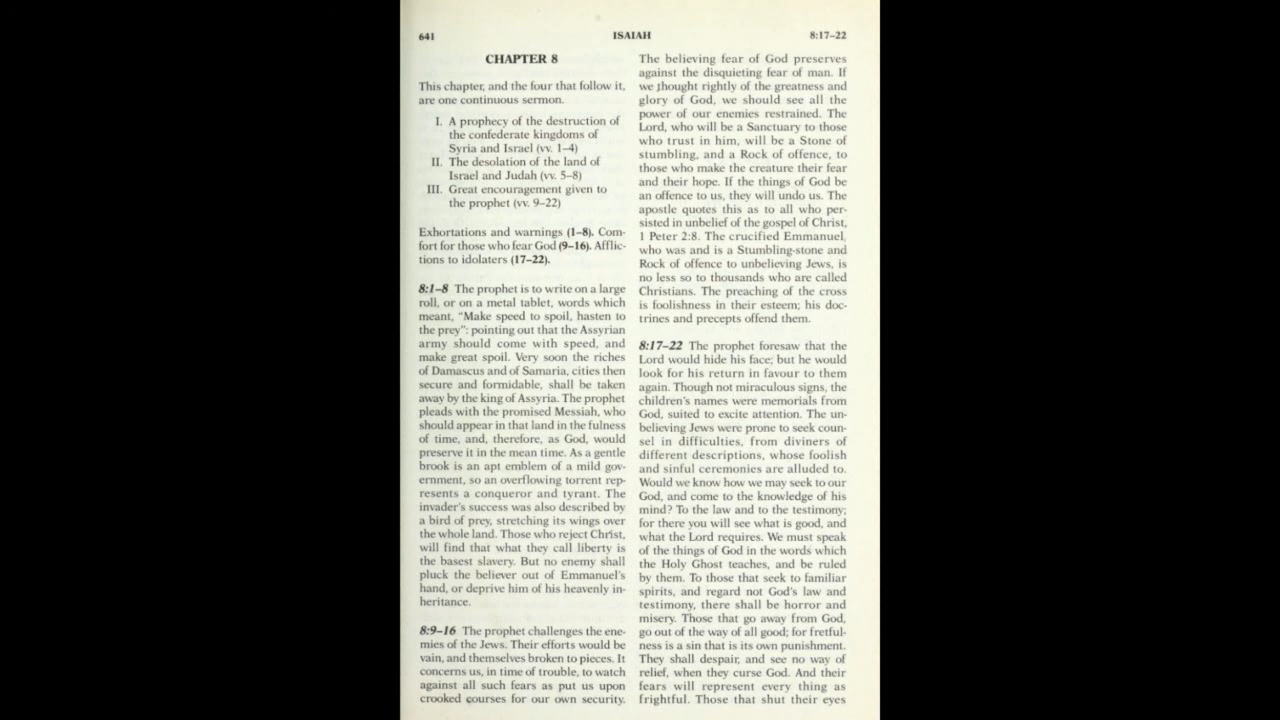 641
ISAIAH
8:17–22
CHAPTER 8
This chapter, and the four that follow it,
are one continuous sermon.
I. A prophecy of the destruction of
the confederate kingdoms of
Syria and Israel (vv. 1–4)
II. The desolation of the land of
Israel and Judah (vv. 5–8)
III. Great encouragement given to
the prophet (vv. 9–22)
Exhortations and warnings (1–8). Com-
fort for those who fear God (9–16). Afflic-
tions to idolaters (17–22).
8:1–8 The prophet is to write on a large
roll, or on a metal tablet, words which
meant, “Make speed to spoil, hasten to
the prey”: pointing out that the Assyrian
army should come with speed, and
make great spoil. Very soon the riches
of Damascus and of Samaria, cities then
secure and formidable, shall be taken
away by the king of Assyria. The prophet
pleads with the promised Messiah, who
should appear in that land in the fulness
of time, and, therefore, as God, would
preserve it in the mean time. As a gentle
brook is an apt emblem of a mild gov-
ernment, so an overflowing torrent rep-
resents a conqueror and tyrant. The
invader’s success was also described by
a bird of prey, stretching its wings over
the whole land. Those who reject Christ,
will find that what they call liberty is
the basest slavery. But no enemy shall
pluck the believer out of Emmanuel’s
hand, or deprive him of his heavenly in-
heritance.
8:9–16 The prophet challenges the ene-
mies of the Jews. Their efforts would be
vain, and themselves broken to pieces. It
concerns us, in time of trouble, to watch
against all such fears as put us upon
crooked courses for our own security.
The believing fear of God preserves
against the disquieting fear of man. If
we thought rightly of the greatness and
glory of God, we should see all the
power of our enemies restrained. The
Lord, who will be a Sanctuary to those
who trust in him, will be a Stone of
stumbling, and a Rock of offence, to
those who make the creature their fear
and their hope. If the things of God be
an offence to us, they will undo us. The
apostle quotes this as to all who per-
sisted in unbelief of the gospel of Christ,
1 Peter 2:8. The crucified Emmanuel,
who was and is a Stumbling-stone and
Rock of offence to unbelieving Jews, is
no less so to thousands who are called
Christians. The preaching of the cross
is foolishness in their esteem; his doc-
trines and precepts offend them.
8:17–22 The prophet foresaw that the
Lord would hide his face; but he would
look for his return in favour to them
again. Though not miraculous signs, the
children’s names were memorials from
God, suited to excite attention. The un-
believing Jews were prone to seek coun-
sel in difficulties, from diviners of
different descriptions, whose foolish
and sinful ceremonies are alluded to.
Would we know how we may seek to our
God, and come to the knowledge of his
mind? To the law and to the testimony;
for there you will see what is good, and
what the Lord requires. We must speak
of the things of God in the words which
the Holy Ghost teaches, and be ruled
by them. To those that seek to familiar
spirits, and regard not God’s law and
testimony, there shall be horror and
misery. Those that go away from God,
go out of the way of all good; for fretful-
ness is a sin that is its own punishment.
They shall despair, and see no way of
relief, when they curse God. And their
fears will represent every thing as
frightful. Those that shut their eyes